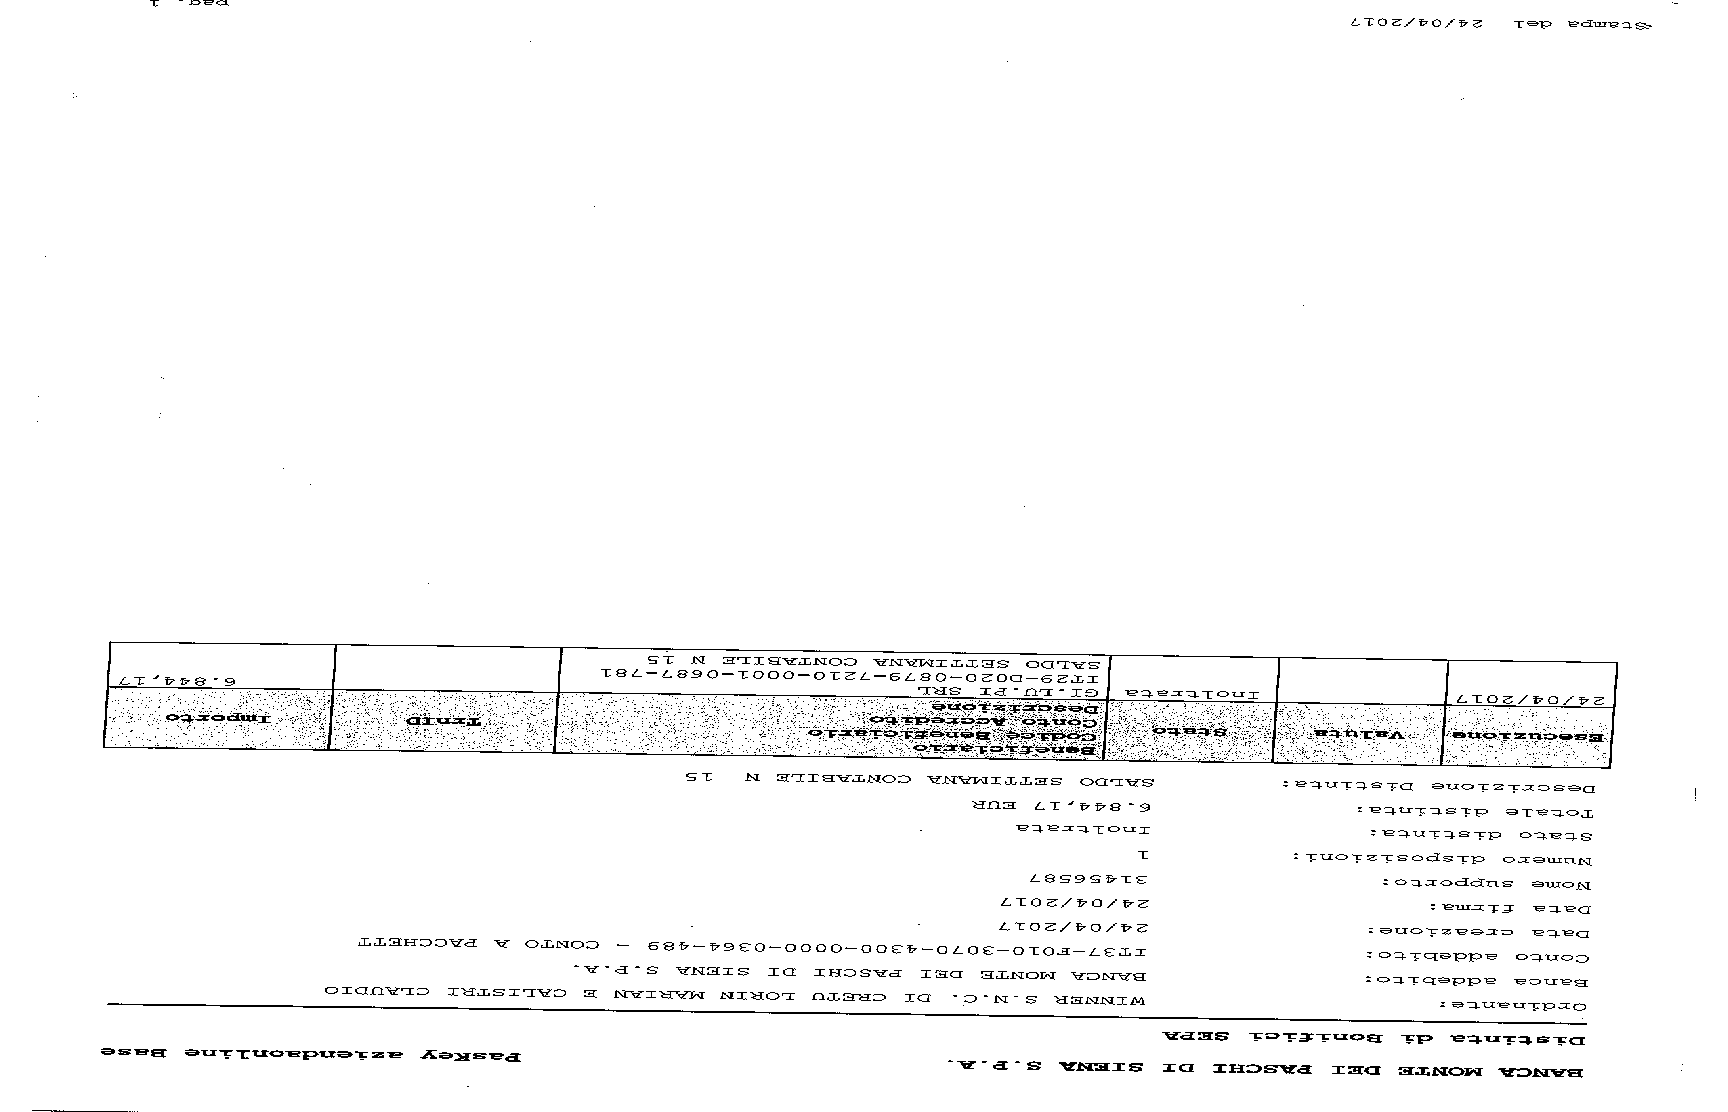 BANCA MONTE DEI PASCHI DI SIENA S.P.A. PasKey aziendaonline Base
Distinta di Bonifici SEPA
Ordinante: WINNER S.N.C. DI CRETU LORIN MARIAN E CALISTRI CLAUDIO
Banca addebito: BANCA MONTE DEI PASCHI DI SIENA S.P.A.
Conto addebito: IT37-F010-3070-4300-0000-0364-489 - CONTO A PACCHETT
Data creazione: 24/04/2017
Data firma: 24/04/2017
Nome supporto: 31456587
Numero disposizioni: 1
Stato distinta: Inoltrata
Totale distinta: 6.844,17 EUR
Descrizione Distinta: SALDO SETTIMANA CONTABILE N 15
Esecuzione Valuta Stato Beneficiario TrnID Importo
Codice Beneficiario
Conto Accredito
Descrizione
24/04/2017 Inoltrata GI.LU.PI SRL 6.844,17
IT29-D020-0879-7210-0001-0687-781
SALDO SETTIMANA CONTABILE N 15
Stampa del 24/04/2017 Pag. 1